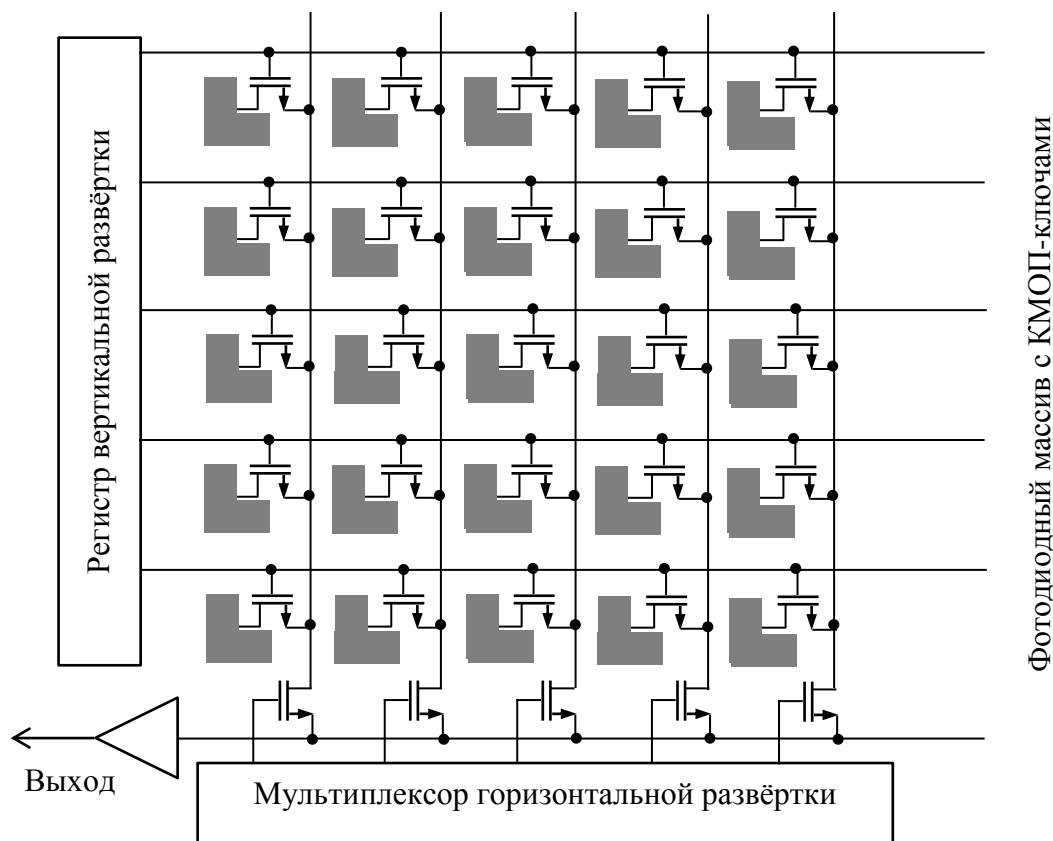 Регистр вертикальной развёртки
Фотодиодный массив с КМОП-ключами
Выход
Мультиплексор горизонтальной развёртки